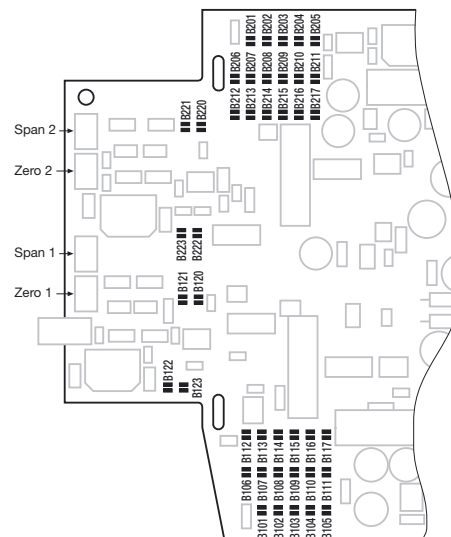 B201 B202 B203 B204 B205
B206 B207 B208 B209 B210 B211
B212 B213 B214 B215 B216 B217
B221 B220
Span 2
Zero 2
B223 B222
Span 1
B121 B120
Zero 1
B122 B123
B112 B113 B114 B115 B116 B117
B106 B107 B108 B109 B110 B111
B101 B102 B103 B104 B105